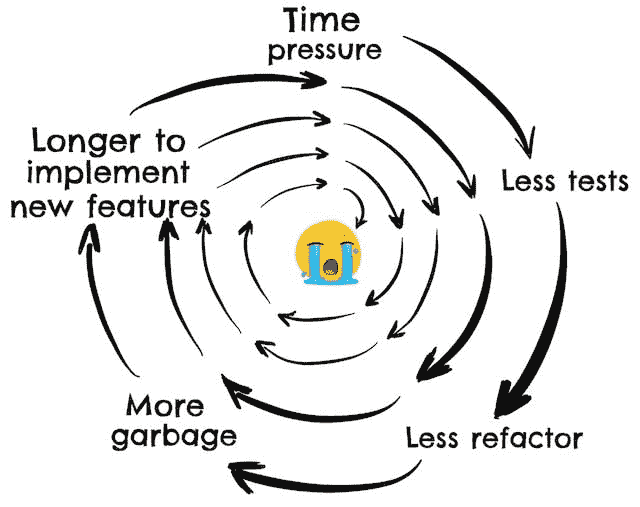 Time
pressure
Less tests
Less refactor
More
garbage
Longer to
implement
new features